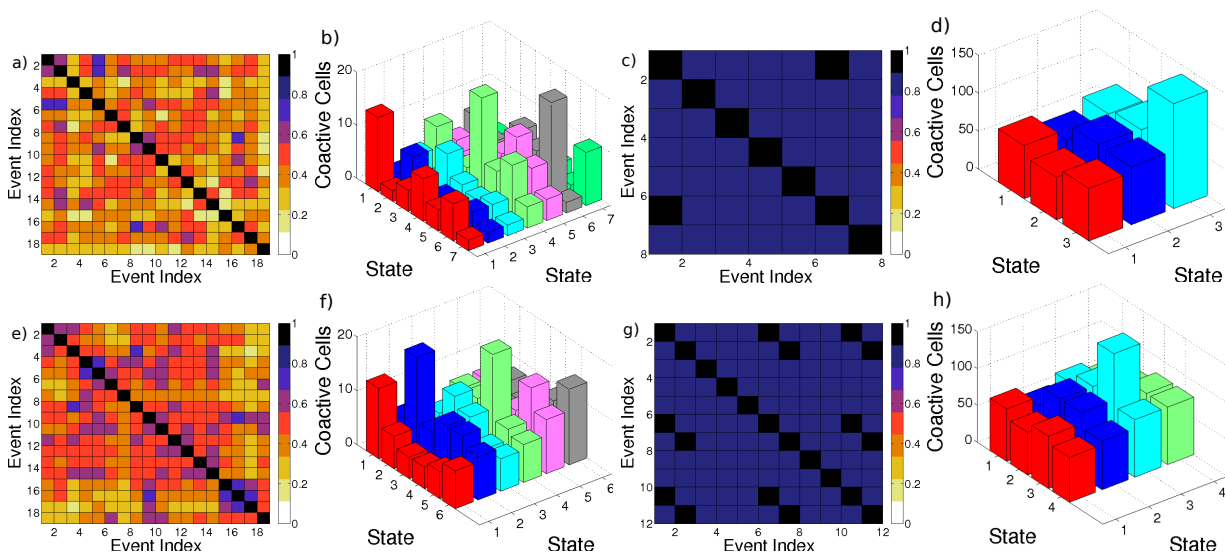 a)
Event Index
2
4
6
8
10
12
14
16
18
2 4 6 8 10 12 14 16 18
Event Index
1
0.8
0.6
0.4
0.2
0
b)
Coactive Cells
20
10
0
1 2 3 4 5 6 7
State
1 2 3 4 5 6 7
State
c)
Event Index
2
4
6
8
2 4 6 8
Event Index
1
0.8
0.6
0.4
0.2
0
d)
Coactive Cells
150
100
50
0
1 2 3
State
1 2 3
State
e)
Event Index
2
4
6
8
10
12
14
16
18
2 4 6 8 10 12 14 16 18
Event Index
1
0.8
0.6
0.4
0.2
0
f)
Coactive Cells
20
10
0
1 2 3 4 5 6
State
1 2 3 4 5 6
State
g)
Event Index
2
4
6
8
10
12
2 4 6 8 10 12
Event Index
1
0.8
0.6
0.4
0.2
0
h)
Coactive Cells
150
100
50
0
1 2 3 4
State
1 2 3 4
State